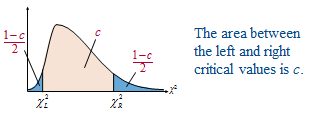 1-c
2
c
1-c
2
χ²
χ²L
χ²R
The area between
the left and right
critical values is c.